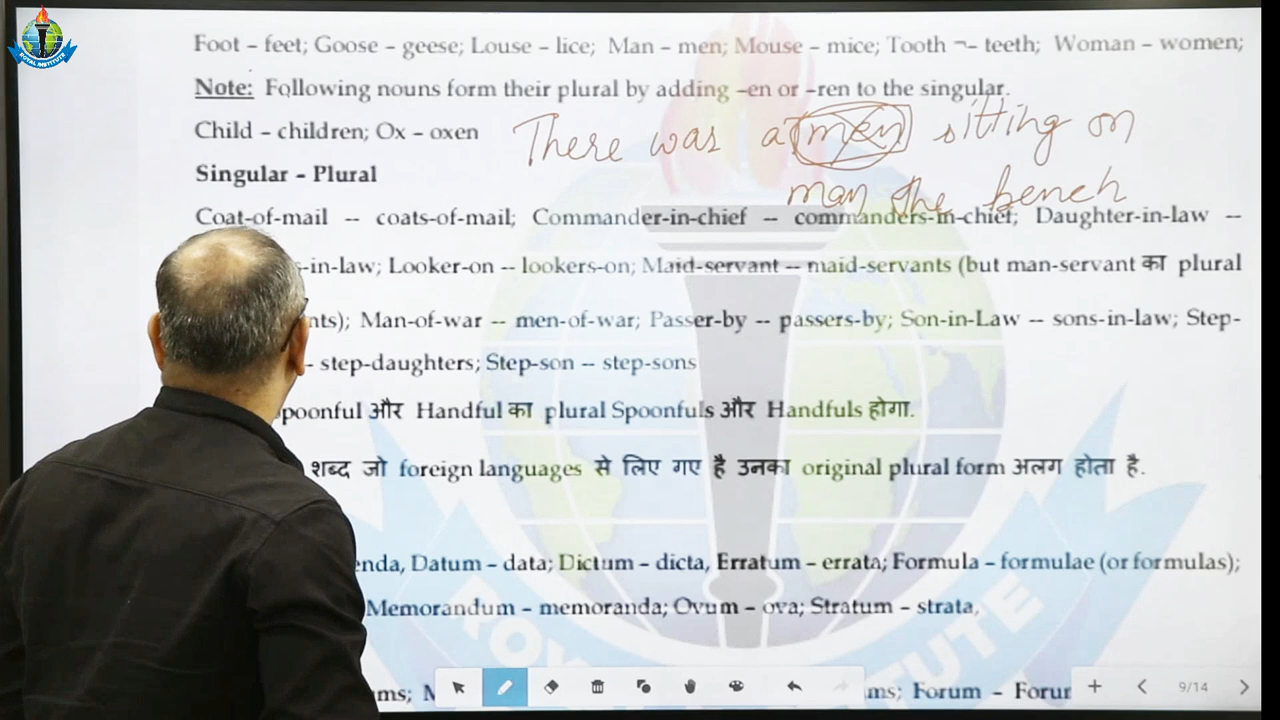 ROYAL INSTITUTE
Foot – feet; Goose – geese; Louse – lice; Man – men; Mouse – mice; Tooth ¬– teeth; Woman – women;
Note: Following nouns form their plural by adding –en or –ren to the singular.
There was a men sitting on
Child – children; Ox – oxen
Singular – Plural
man the bench
Coat-of-mail -- coats-of-mail; Commander-in-chief -- commanders-in-chief; Daughter-in-law --
-in-law; Looker-on -- lookers-on; Maid-servant -- maid-servants (but man-servant का plural
nts); Man-of-war -- men-of-war; Passer-by -- passers-by; Son-in-Law -- sons-in-law; Step-
- step-daughters; Step-son -- step-sons
poonful और Handful का plural Spoonfuls और Handfuls होगा.
शब्द जो foreign languages से लिए गए है उनका original plural form अलग होता है.
enda, Datum – data; Dictum – dicta, Erratum – errata; Formula – formulae (or formulas);
Memorandum – memoranda; Ovum – ova; Stratum – strata,
ms; M ms; Forum – Forur
9/14